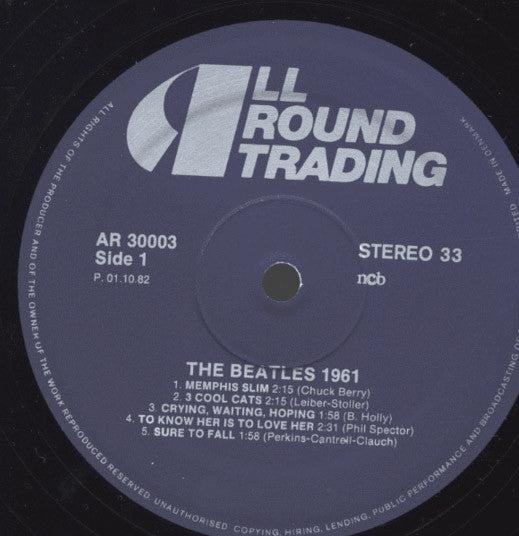 ALL
ROUND
TRADING
AR 30003
Side 1
P. 01.10.82
STEREO 33
ncb
THE BEATLES 1961
1. MEMPHIS SLIM 2:15 (Chuck Berry)
2. 3 COOL CATS 2:15 (Leiber-Stoller)
3. CRYING, WAITING, HOPING 1:58 (B. Holly)
4. TO KNOW HER IS TO LOVE HER 2:31 (Phil Spector)
5. SURE TO FALL 1:58 (Perkins-Cantrell-Clauch)
ALL RIGHTS OF THE PRODUCER AND OF THE OWNER UF THE WORK REPRODUCED RESERVED. UNAUTHORISED COPYING, HIRING, LENDING, PUBLIC PERFORMANCE AND BROADCASTING
MADE IN DENMARK